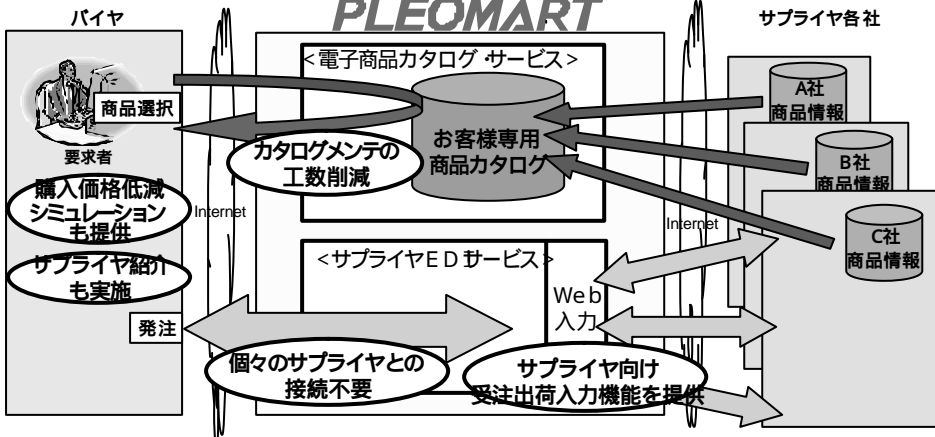 PLEOMART
バイヤ
サプライヤ各社
<電子商品カタログ・サービス>
商品選択
要求者
お客様専用
商品カタログ
カタログメンテの
工数削減
A社
商品情報
B社
商品情報
C社
商品情報
購入価格低減
シミュレーション
も提供
Internet
Internet
サプライヤ紹介
も実施
<サプライヤEDIサービス>
Web
入力
発注
個々のサプライヤとの
接続不要
サプライヤ向け
受注出荷入力機能を提供